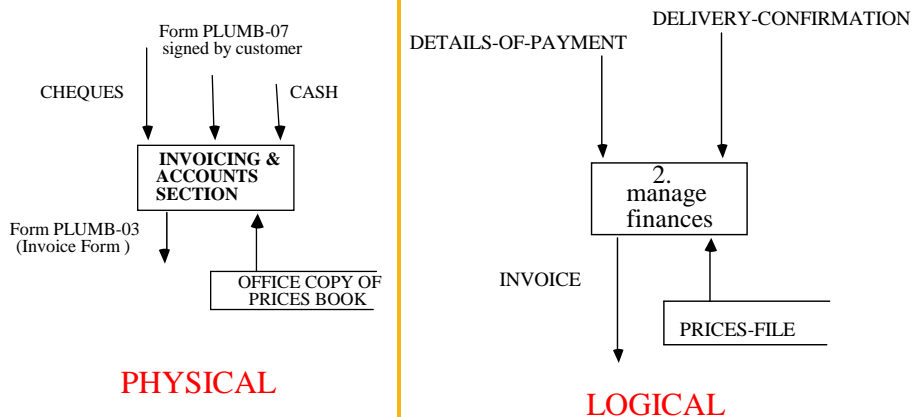 Form PLUMB-07
signed by customer
CHEQUES
CASH
INVOICING &
ACCOUNTS
SECTION
Form PLUMB-03
(Invoice Form )
OFFICE COPY OF
PRICES BOOK
PHYSICAL
DELIVERY-CONFIRMATION
DETAILS-OF-PAYMENT
2.
manage
finances
INVOICE
PRICES-FILE
LOGICAL